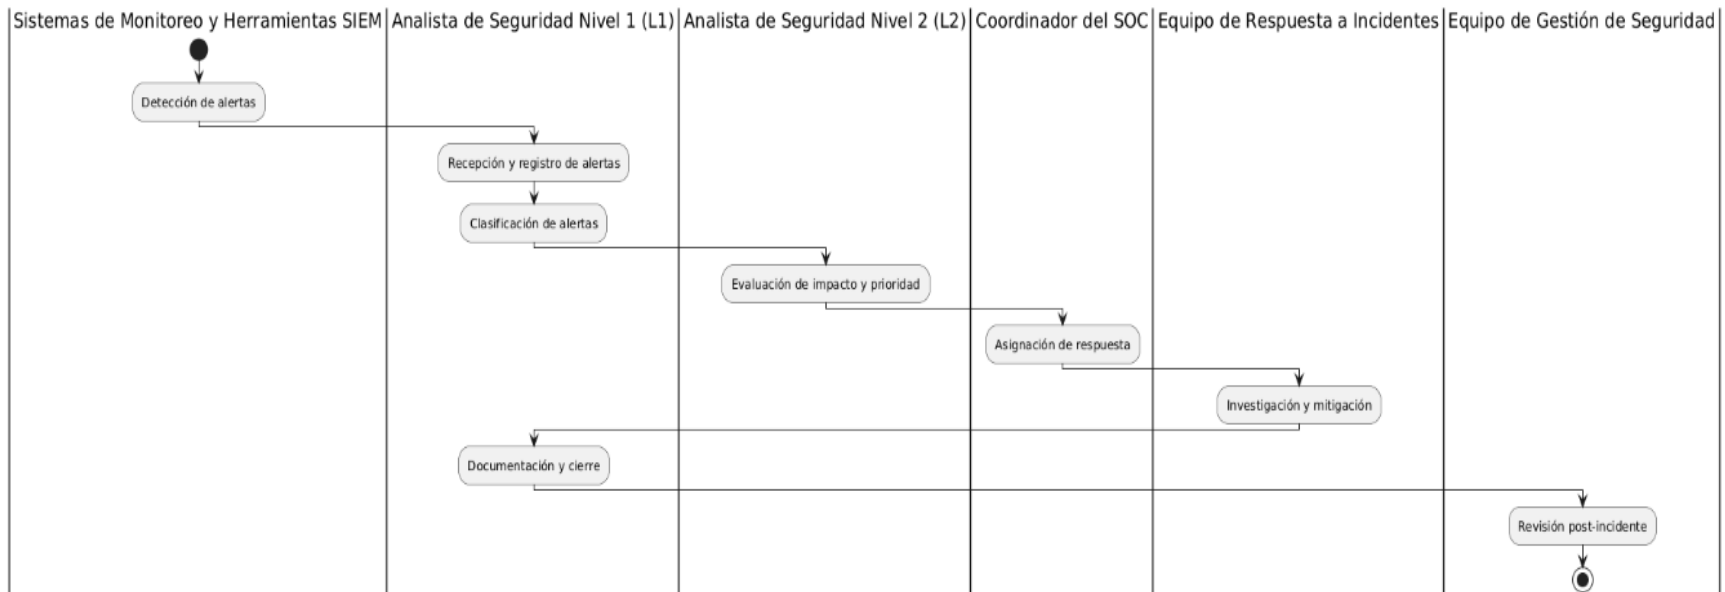 Sistemas de Monitoreo y Herramientas SIEM
Analista de Seguridad Nivel 1 (L1)
Analista de Seguridad Nivel 2 (L2)
Coordinador del SOC
Equipo de Respuesta a Incidentes
Equipo de Gestión de Seguridad
Detección de alertas
Recepción y registro de alertas
Clasificación de alertas
Evaluación de impacto y prioridad
Asignación de respuesta
Investigación y mitigación
Documentación y cierre
Revisión post-incidente